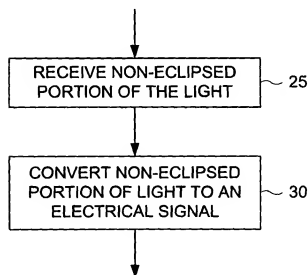 RECEIVE NON-ECLIPSED
PORTION OF THE LIGHT
25
CONVERT NON-ECLIPSED
PORTION OF LIGHT TO AN
ELECTRICAL SIGNAL
30